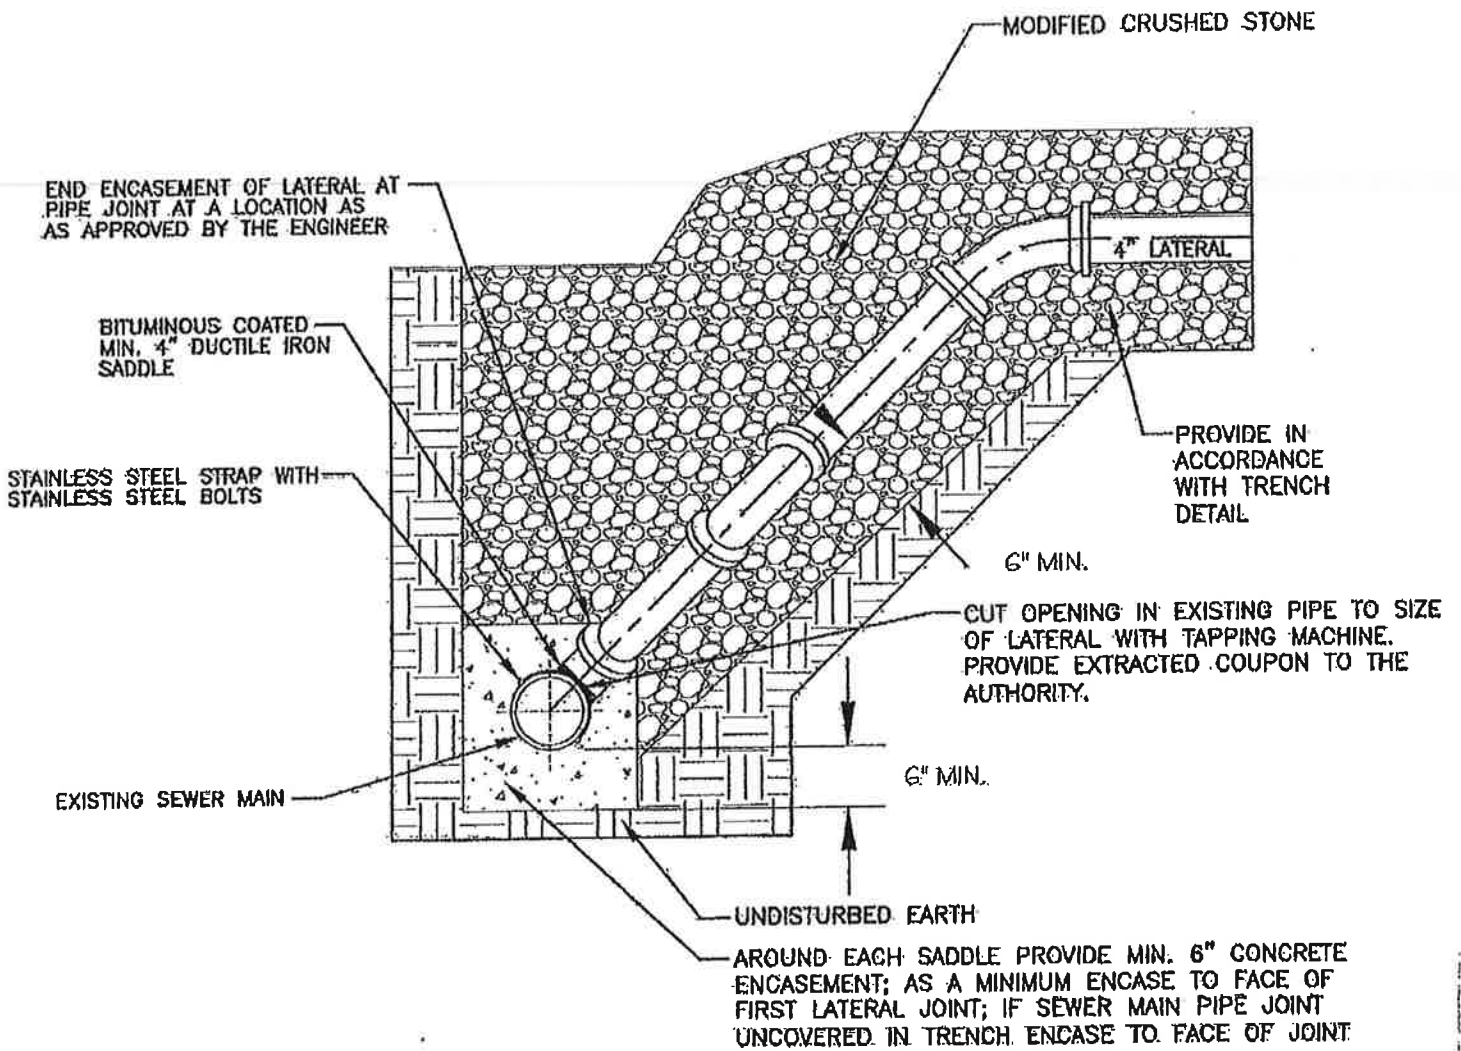 MODIFIED CRUSHED STONE
END ENCASEMENT OF LATERAL AT
PIPE JOINT AT A LOCATION AS
AS APPROVED BY THE ENGINEER
4" LATERAL
BITUMINOUS COATED
MIN. 4" DUCTILE IRON
SADDLE
PROVIDE IN
ACCORDANCE
WITH TRENCH
DETAIL
STAINLESS STEEL STRAP WITH
STAINLESS STEEL BOLTS
6" MIN.
CUT OPENING IN EXISTING PIPE TO SIZE
OF LATERAL WITH TAPPING MACHINE.
PROVIDE EXTRACTED COUPON TO THE
AUTHORITY.
6" MIN.
EXISTING SEWER MAIN
UNDISTURBED EARTH
AROUND EACH SADDLE PROVIDE MIN. 6" CONCRETE
ENCASEMENT; AS A MINIMUM ENCASE TO FACE OF
FIRST LATERAL JOINT; IF SEWER MAIN PIPE JOINT
UNCOVERED IN TRENCH ENCASE TO FACE OF JOINT